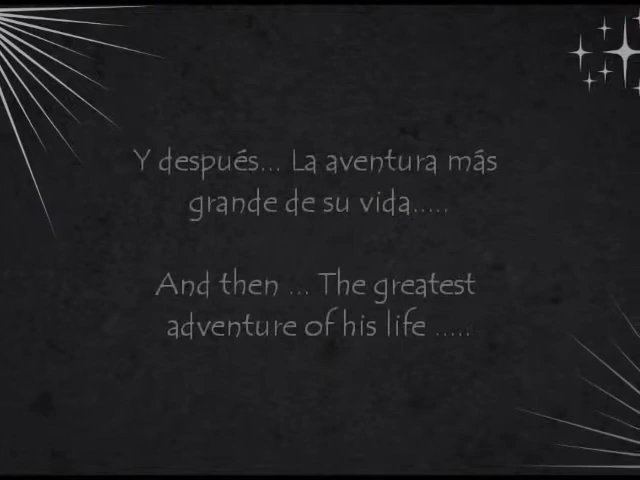 Y después... La aventura más
grande de su vida.....
And then ... The greatest
adventure of his life .....